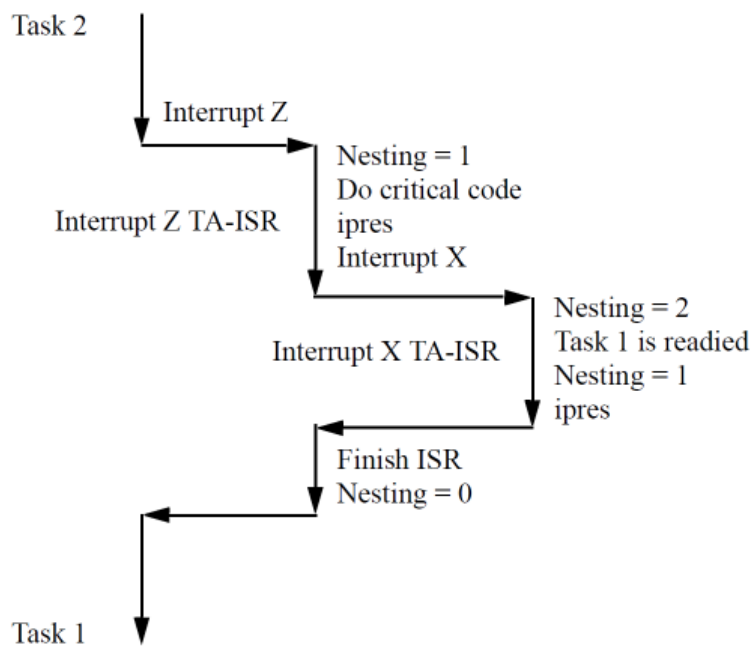 Task 2
Interrupt Z
Nesting = 1
Do critical code
Interrupt Z TA-ISR
ipres
Interrupt X
Nesting = 2
Interrupt X TA-ISR
Task 1 is readied
Nesting = 1
ipres
Finish ISR
Nesting = 0
Task 1